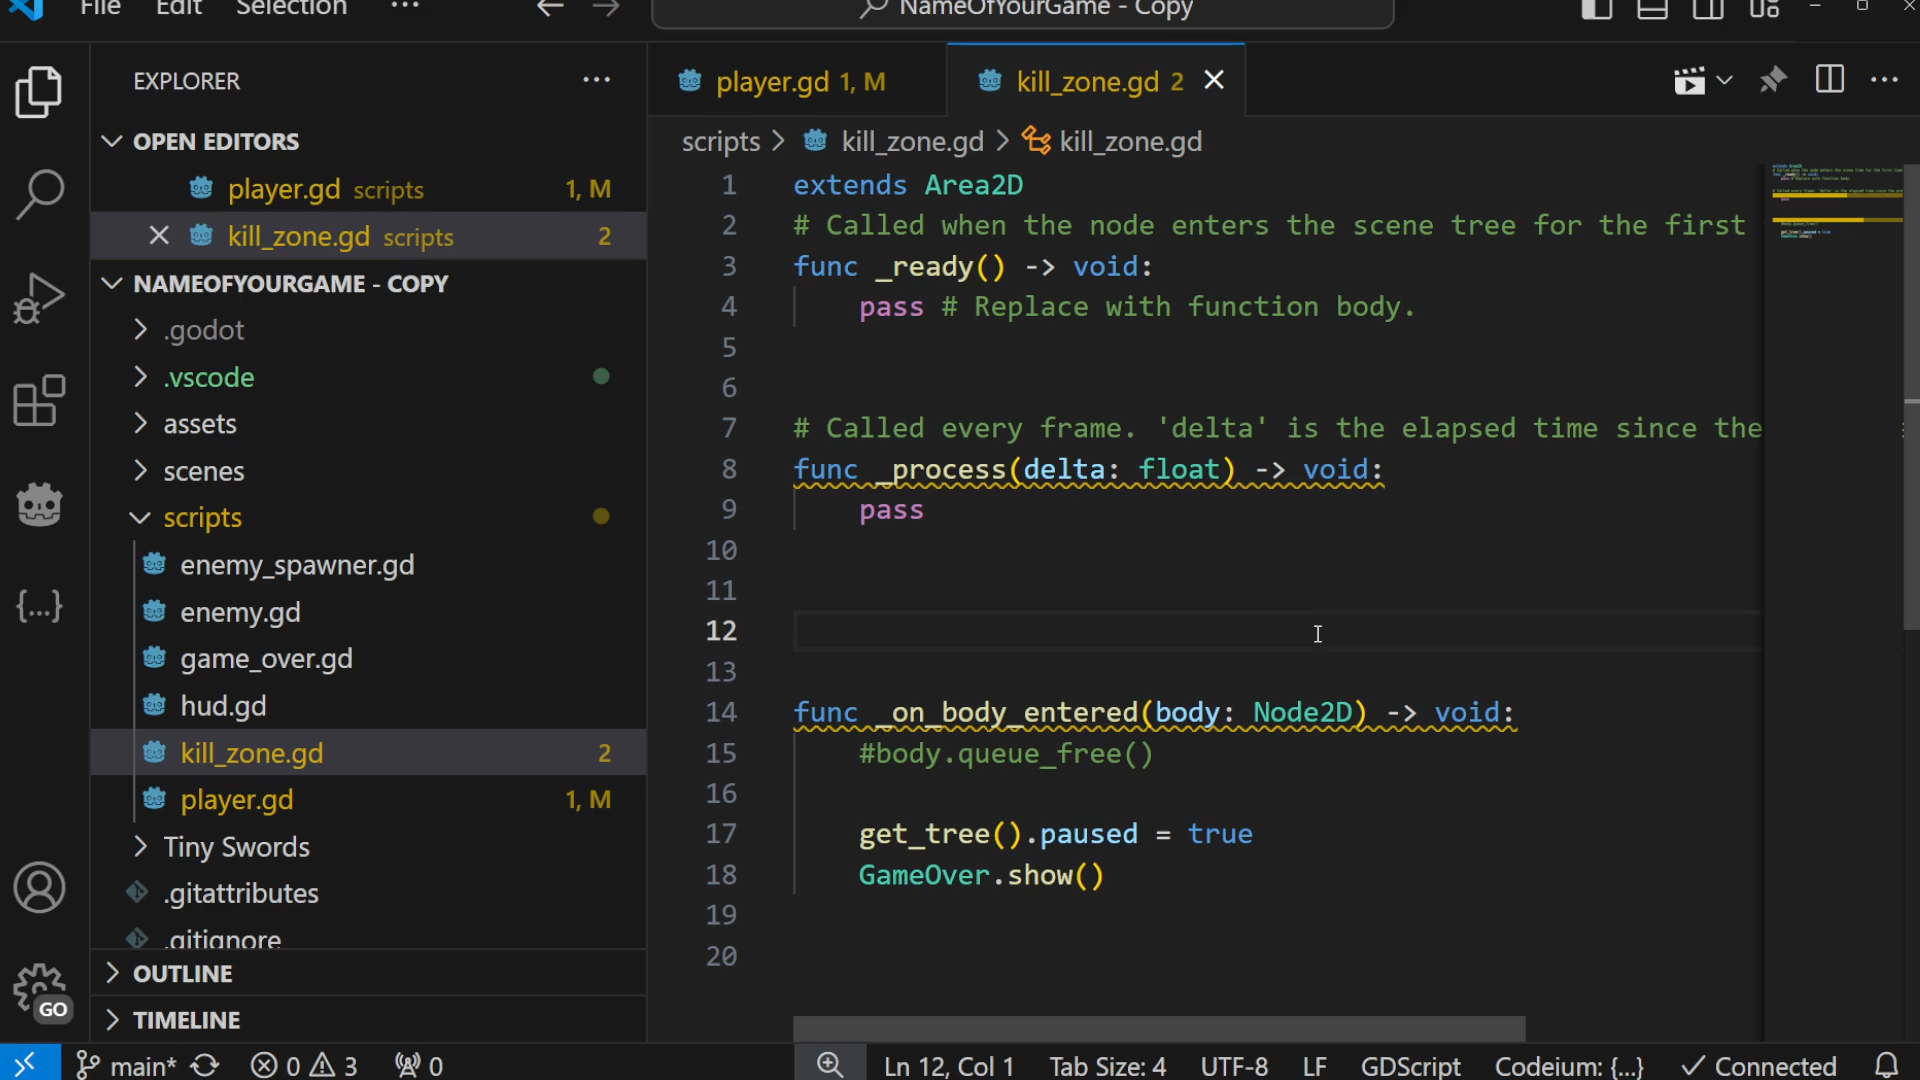 File Edit Selection ···
NameOfYourGame - Copy
EXPLORER ···
OPEN EDITORS
player.gd scripts 1, M
kill_zone.gd scripts 2
NAMEOFYOURGAME - COPY
.godot
.vscode
assets
scenes
scripts
enemy_spawner.gd
enemy.gd
game_over.gd
hud.gd
kill_zone.gd 2
player.gd 1, M
Tiny Swords
.gitattributes
.gitignore
OUTLINE
TIMELINE
GO
player.gd 1, M
kill_zone.gd 2
scripts > kill_zone.gd > kill_zone.gd
1 extends Area2D
2 # Called when the node enters the scene tree for the first
3 func _ready() -> void:
4 pass # Replace with function body.
5
6
7 # Called every frame. 'delta' is the elapsed time since the
8 func _process(delta: float) -> void:
9 pass
10
11
12
13
14 func _on_body_entered(body: Node2D) -> void:
15 #body.queue_free()
16
17 get_tree().paused = true
18 GameOver.show()
19
20
main* 0 3 0
Ln 12, Col 1 Tab Size: 4 UTF-8 LF GDScript Codeium: {...} Connected